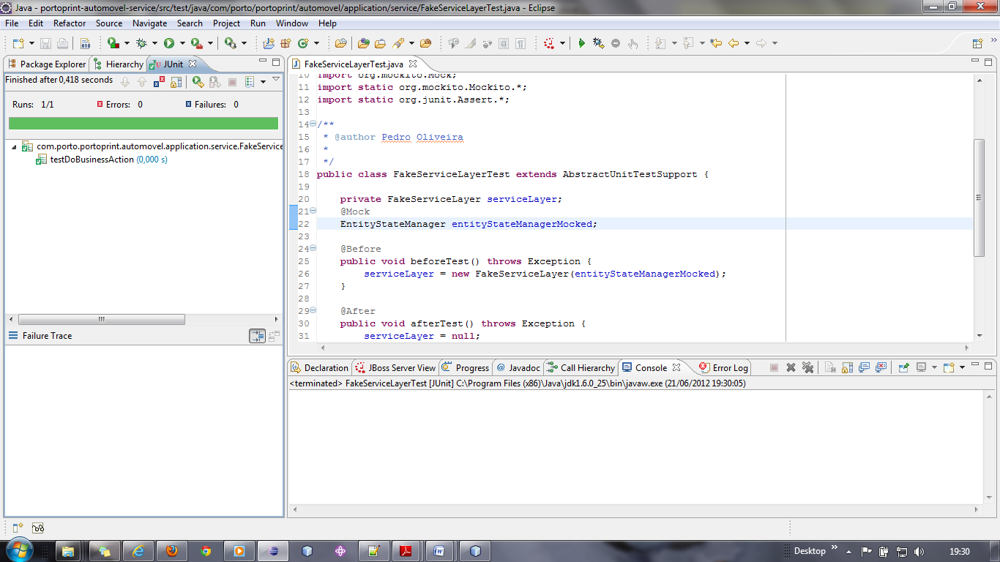 Java - portoprint-automovel-service/src/test/java/com/porto/portoprint/automovel/application/service/FakeServiceLayerTest.java - Eclipse
File Edit Refactor Source Navigate Search Project Run Window Help
Package Explorer Hierarchy JUnit
Finished after 0,418 seconds
Runs: 1/1 Errors: 0 Failures: 0
com.porto.portoprint.automovel.application.service.FakeService
testDoBusinessAction (0,000 s)
Failure Trace
FakeServiceLayerTest.java
10 import org.mockito.Mock;
11 import static org.mockito.Mockito.*;
12 import static org.junit.Assert.*;
13
14 /**
15 * @author Pedro Oliveira
16 *
17 */
18 public class FakeServiceLayerTest extends AbstractUnitTestSupport {
19
20 private FakeServiceLayer serviceLayer;
21 @Mock
22 EntityStateManager entityStateManagerMocked;
23
24 @Before
25 public void beforeTest() throws Exception {
26 serviceLayer = new FakeServiceLayer(entityStateManagerMocked);
27 }
28
29 @After
30 public void afterTest() throws Exception {
31 serviceLayer = null;
Declaration JBoss Server View Progress @ Javadoc Call Hierarchy Console Error Log
<terminated> FakeServiceLayerTest [JUnit] C:\Program Files (x86)\Java\jdk1.6.0_25\bin\javaw.exe (21/06/2012 19:30:05)
Desktop » 19:30